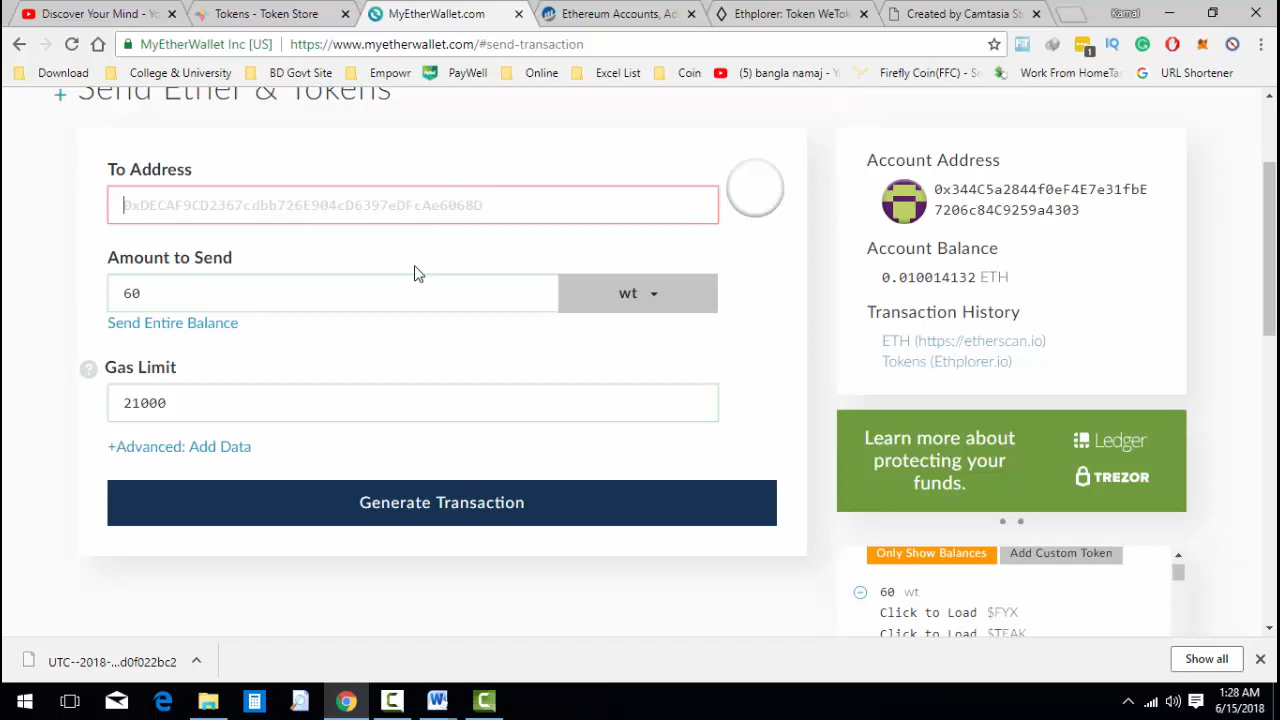 Discover Your Mind - Yo
Tokens - Token Store
MyEtherWallet.com
Ethereum Accounts, Ad
Ethplorer: Token WeTok
Created by Camtasia St
Kamal
MyEtherWallet Inc [US]
https://www.myetherwallet.com/#send-transaction
Download
College & University
BD Govt Site
Empowr
PayWell
Online
Excel List
Coin
(5) bangla namaj - Yo
Firefly Coin(FFC) - Se
Work From HomeTas
URL Shortener
Send Ether & Tokens
To Address
Amount to Send
60
wt
Send Entire Balance
Gas Limit
21000
+Advanced: Add Data
Generate Transaction
Account Address
0x344C5a2844f0eF4E7e31fbE
7206c84C9259a4303
Account Balance
0.010014132 ETH
Transaction History
ETH (https://etherscan.io)
Tokens (Ethplorer.io)
Learn more about
protecting your
funds.
Ledger
TREZOR
Only Show Balances
Add Custom Token
60 wt
Click to Load $FYX
Click to Load $TEAK
UTC--2018-...d0f022bc2
Show all
1:28 AM
6/15/2018